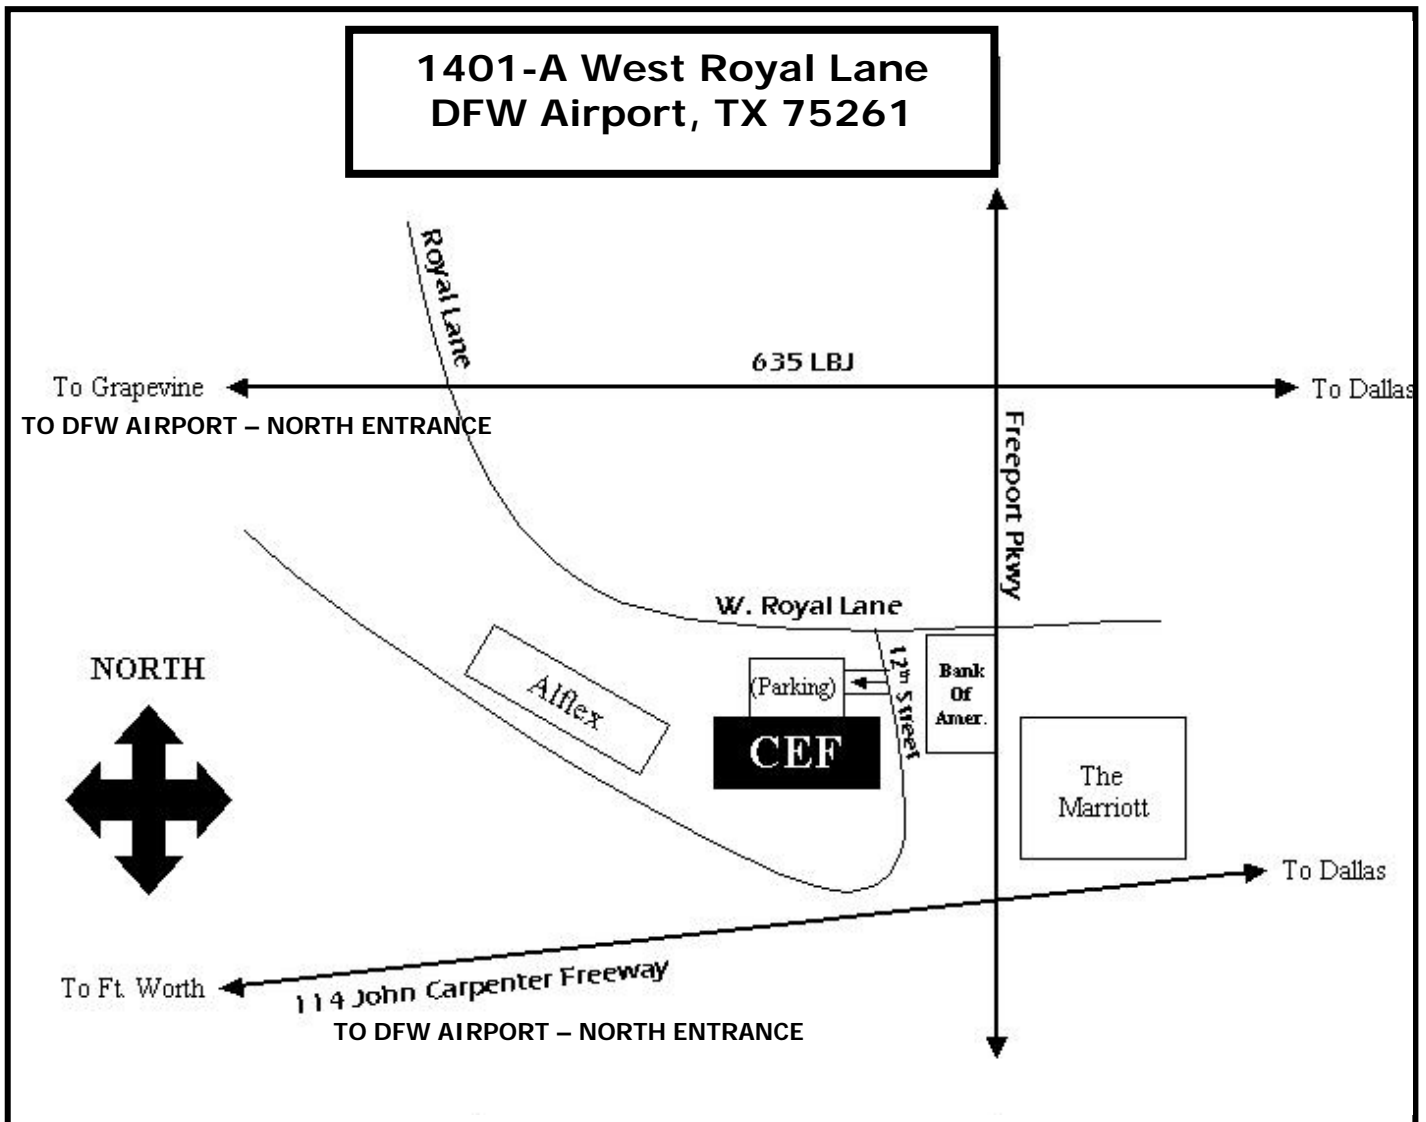 1401-A West Royal Lane
DFW Airport, TX 75261
Royal Lane
635 LBJ
To Grapevine
To Dallas
TO DFW AIRPORT – NORTH ENTRANCE
Freeport Pkwy
W. Royal Lane
NORTH
Alflex
(Parking)
12th Street
Bank
Of
Amer.
CEF
The
Marriott
To Dallas
To Ft. Worth
114 John Carpenter Freeway
TO DFW AIRPORT – NORTH ENTRANCE